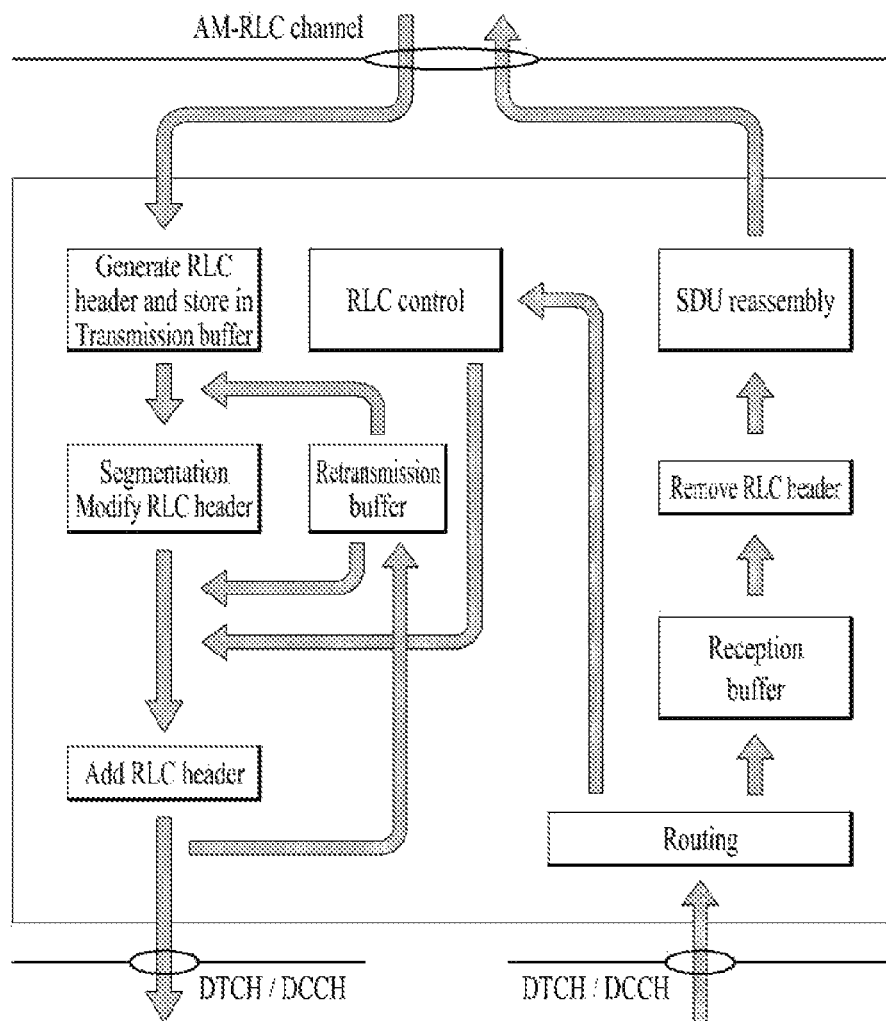 AM-RLC channel
Generate RLC
header and store in
Transmission buffer
RLC control
SDU reassembly
Segmentation
Modify RLC header
Retransmission
buffer
Remove RLC header
Reception
buffer
Add RLC header
Routing
DTCH / DCCH
DTCH / DCCH